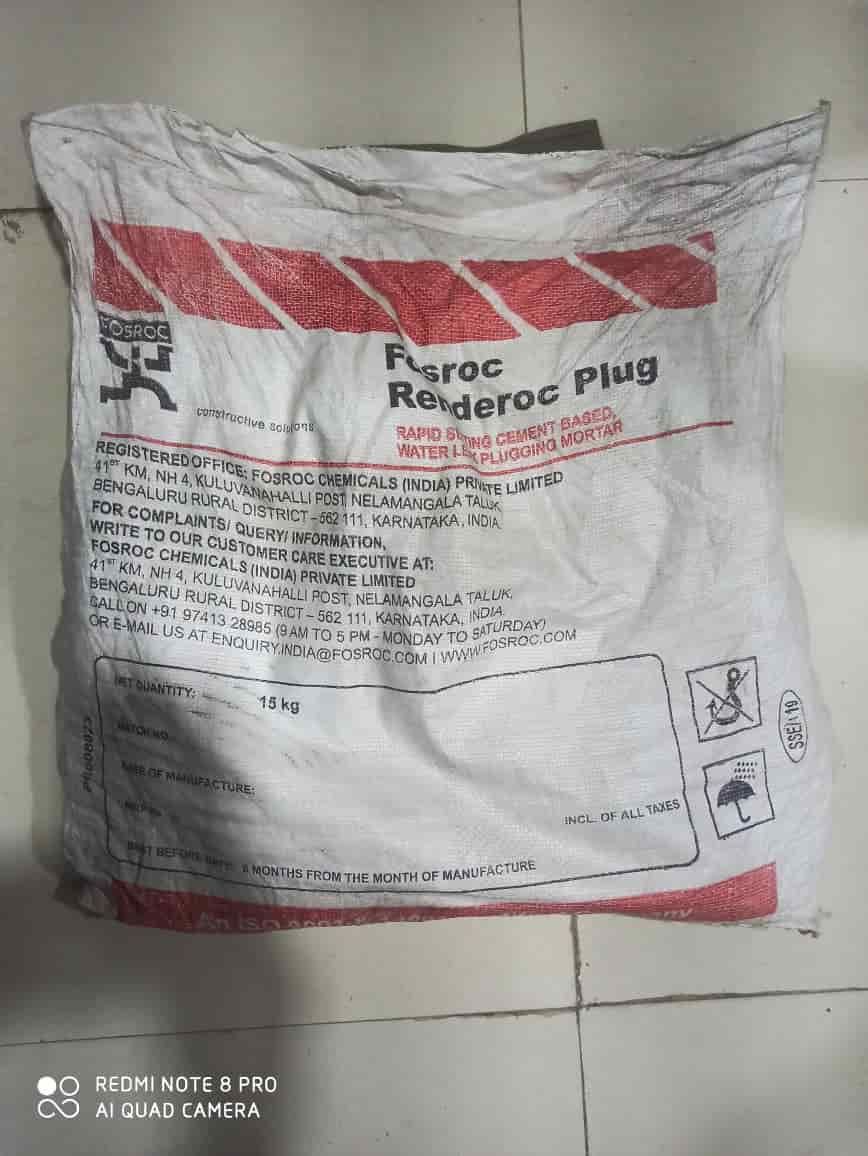 FOSROC
constructive solutions
Fosroc
Renderoc Plug
RAPID SETTING CEMENT BASED,
WATER LEAK PLUGGING MORTAR
REGISTERED OFFICE: FOSROC CHEMICALS (INDIA) PRIVATE LIMITED
41ST KM, NH 4, KULUVANAHALLI POST, NELAMANGALA TALUK,
BENGALURU RURAL DISTRICT – 562 111, KARNATAKA, INDIA.
FOR COMPLAINTS/ QUERY/ INFORMATION,
WRITE TO OUR CUSTOMER CARE EXECUTIVE AT:
FOSROC CHEMICALS (INDIA) PRIVATE LIMITED
41ST KM, NH 4, KULUVANAHALLI POST, NELAMANGALA TALUK,
BENGALURU RURAL DISTRICT – 562 111, KARNATAKA, INDIA.
CALL ON +91 97413 28985 (9 AM TO 5 PM - MONDAY TO SATURDAY)
OR E-MAIL US AT ENQUIRY.INDIA@FOSROC.COM I WWW.FOSROC.COM
NET QUANTITY: 15 kg
BATCH NO
DATE OF MANUFACTURE:
INCL. OF ALL TAXES
BEST BEFORE DATE: 6 MONTHS FROM THE MONTH OF MANUFACTURE
An ISO
REDMI NOTE 8 PRO
AI QUAD CAMERA